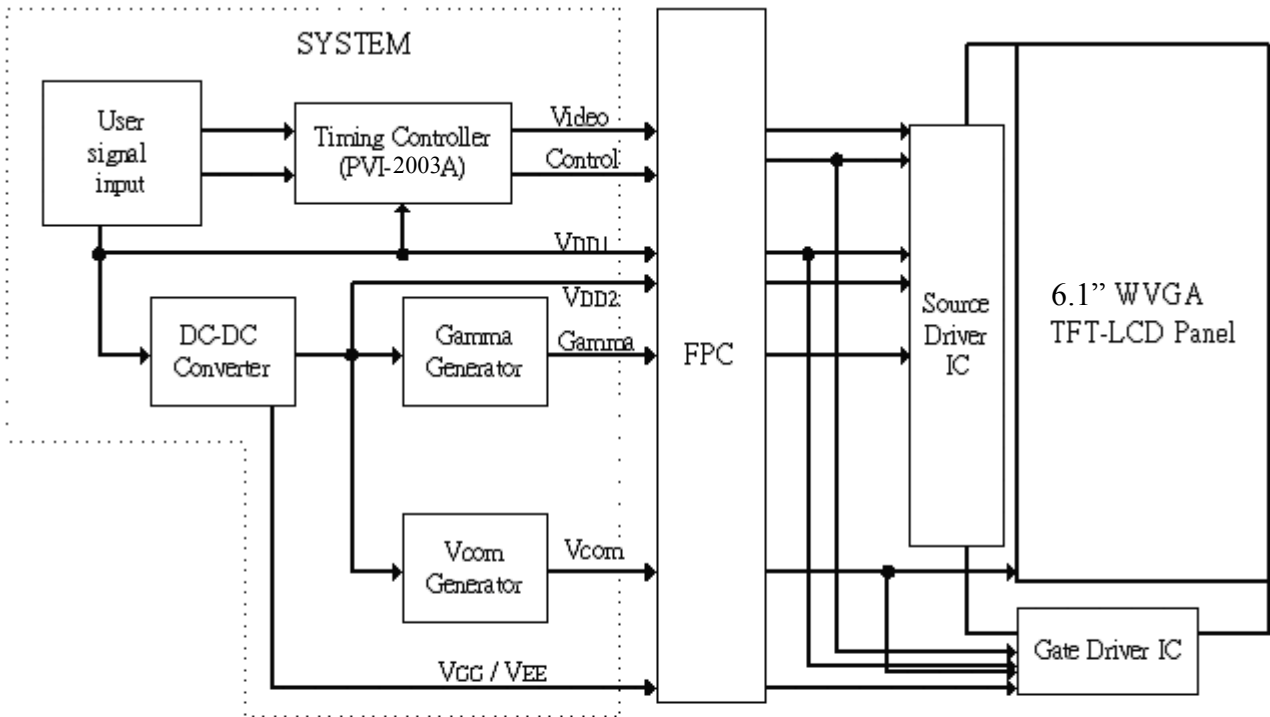 SYSTEM
User
signal
input
Timing Controller
(PVI-2003A)
Video
Control
VDD1
VDD2
DC-DC
Converter
Gamma
Generator
Gamma
FPC
Source
Driver
IC
6.1” WVGA
TFT-LCD Panel
Vcom
Generator
Vcom
VGG / VEE
Gate Driver IC